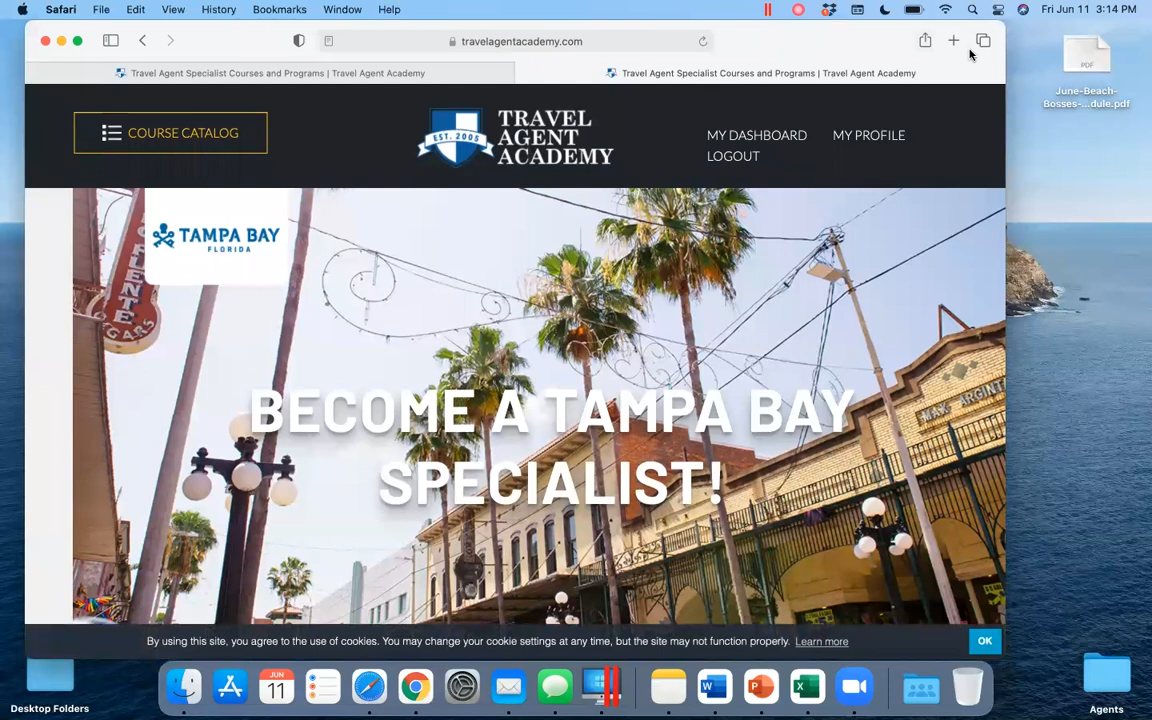 Safari File Edit View History Bookmarks Window Help Fri Jun 11 3:14 PM
travelagentacademy.com
Travel Agent Specialist Courses and Programs | Travel Agent Academy
Travel Agent Specialist Courses and Programs | Travel Agent Academy
PDF
June-Beach-
Bosses-...dule.pdf
COURSE CATALOG
EST. 2005
TRAVEL
AGENT
ACADEMY
MY DASHBOARD MY PROFILE
LOGOUT
TAMPA BAY
FLORIDA
BECOME A TAMPA BAY
SPECIALIST!
By using this site, you agree to the use of cookies. You may change your cookie settings at any time, but the site may not function properly. Learn more
OK
JUN
11
W
P
X
Desktop Folders
Agents